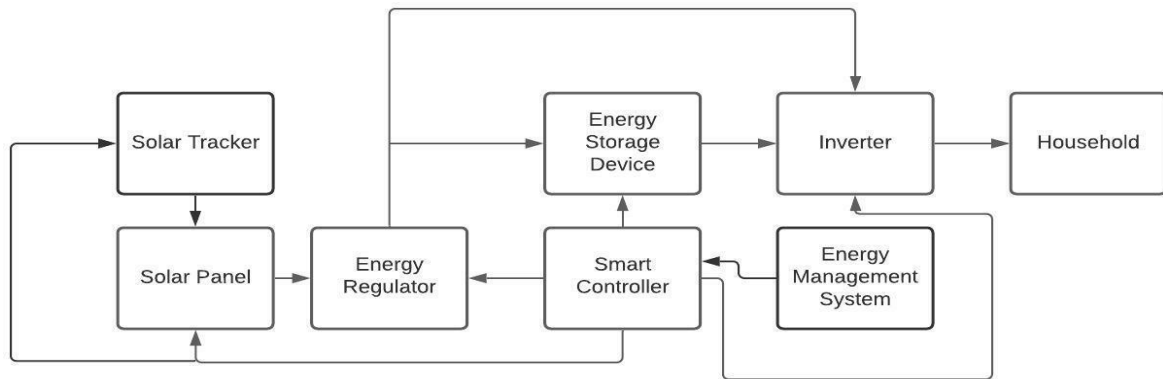 Solar Tracker
Energy
Storage
Device
Inverter
Household
Solar Panel
Energy
Regulator
Smart
Controller
Energy
Management
System